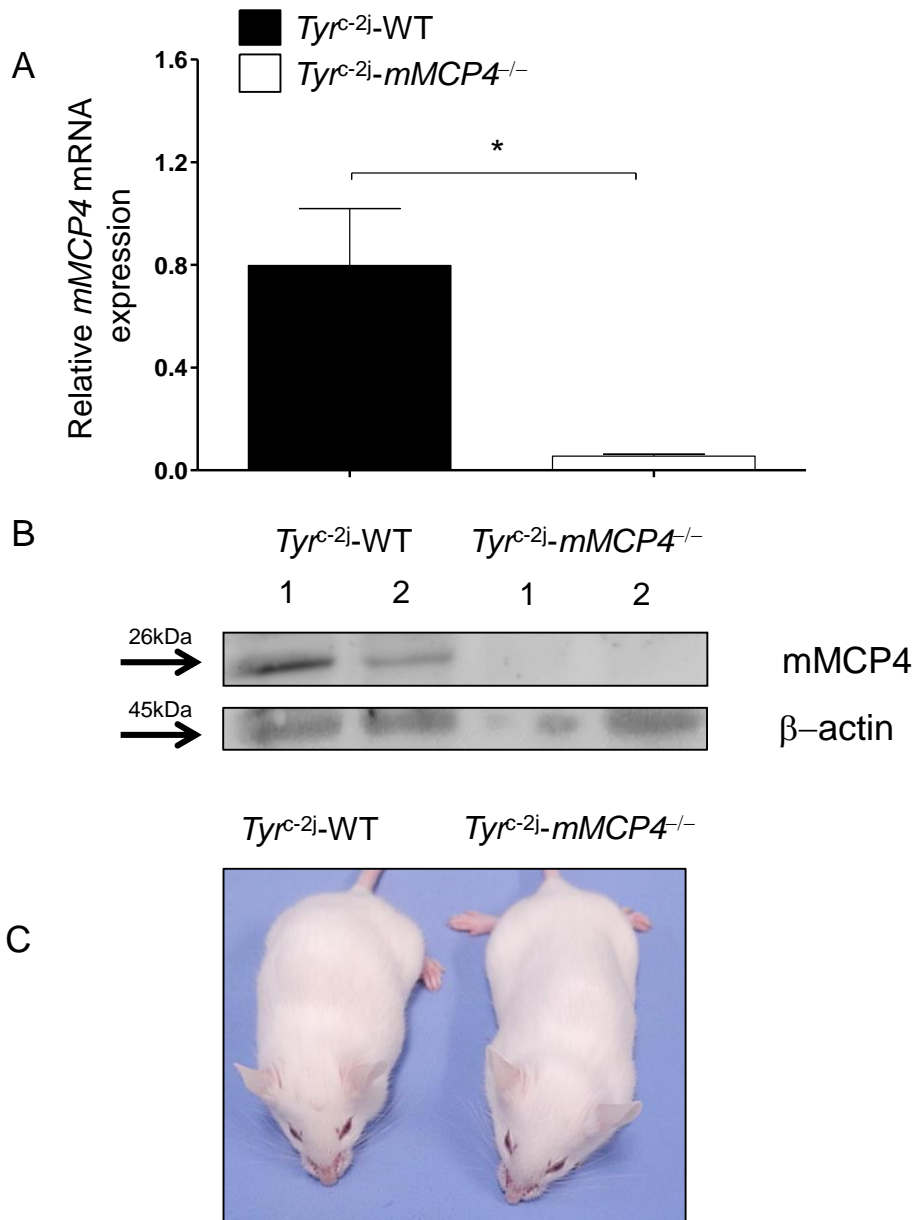 Tyrc-2j-WT
Tyrc-2j-mMCP4−/−
A
Relative mMCP4 mRNA
expression
1.6
1.2
0.8
0.4
0.0
*
B
Tyrc-2j-WT Tyrc-2j-mMCP4−/−
1 2 1 2
26kDa
mMCP4
45kDa
β−actin
Tyrc-2j-WT Tyrc-2j-mMCP4−/−
C